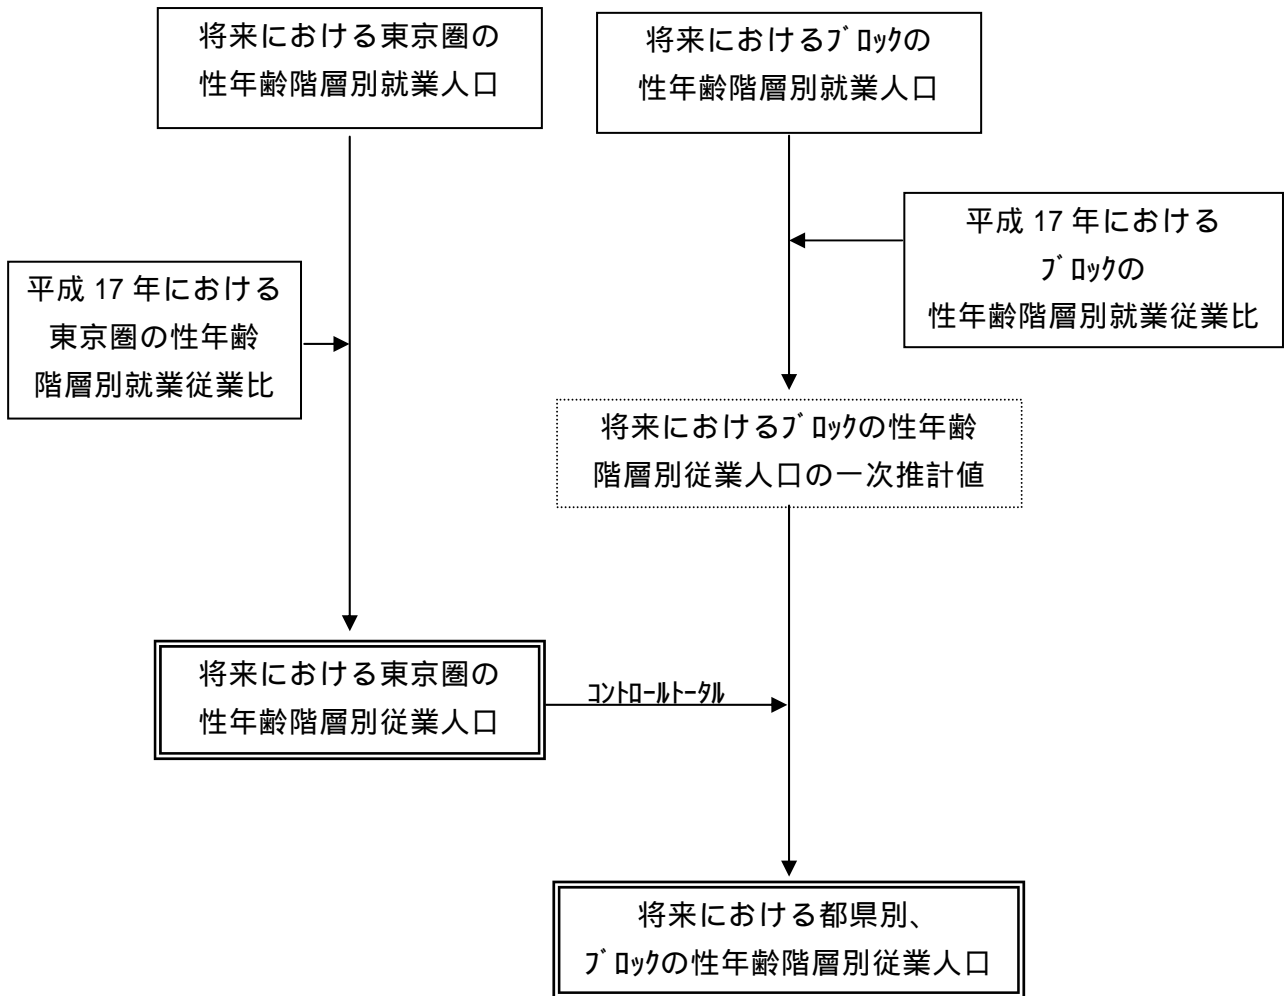 将来における東京圏の
性年齢階層別就業人口
将来におけるﾌﾞﾛｯｸの
性年齢階層別就業人口
平成 17 年における
ﾌﾞﾛｯｸの
性年齢階層別就業従業比
平成 17 年における
東京圏の性年齢
階層別就業従業比
将来におけるﾌﾞﾛｯｸの性年齢
階層別従業人口の一次推計値
将来における東京圏の
性年齢階層別従業人口
ｺﾝﾄﾛｰﾙﾄｰﾀﾙ
将来における都県別、
ﾌﾞﾛｯｸの性年齢階層別従業人口